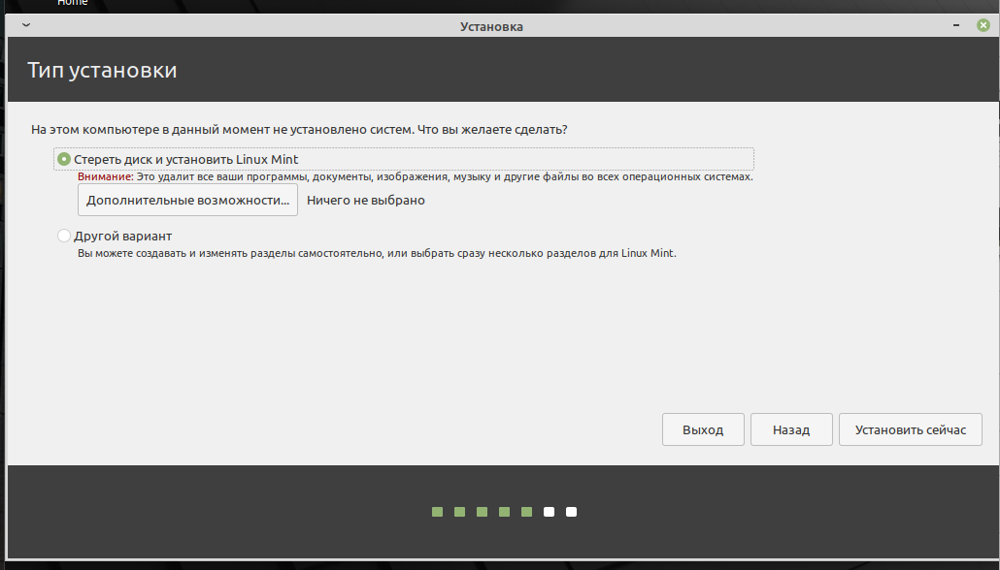 Home
Установка
Тип установки
На этом компьютере в данный момент не установлено систем. Что вы желаете сделать?
Стереть диск и установить Linux Mint
Внимание: Это удалит все ваши программы, документы, изображения, музыку и другие файлы во всех операционных системах.
Дополнительные возможности... Ничего не выбрано
Другой вариант
Вы можете создавать и изменять разделы самостоятельно, или выбрать сразу несколько разделов для Linux Mint.
Выход Назад Установить сейчас